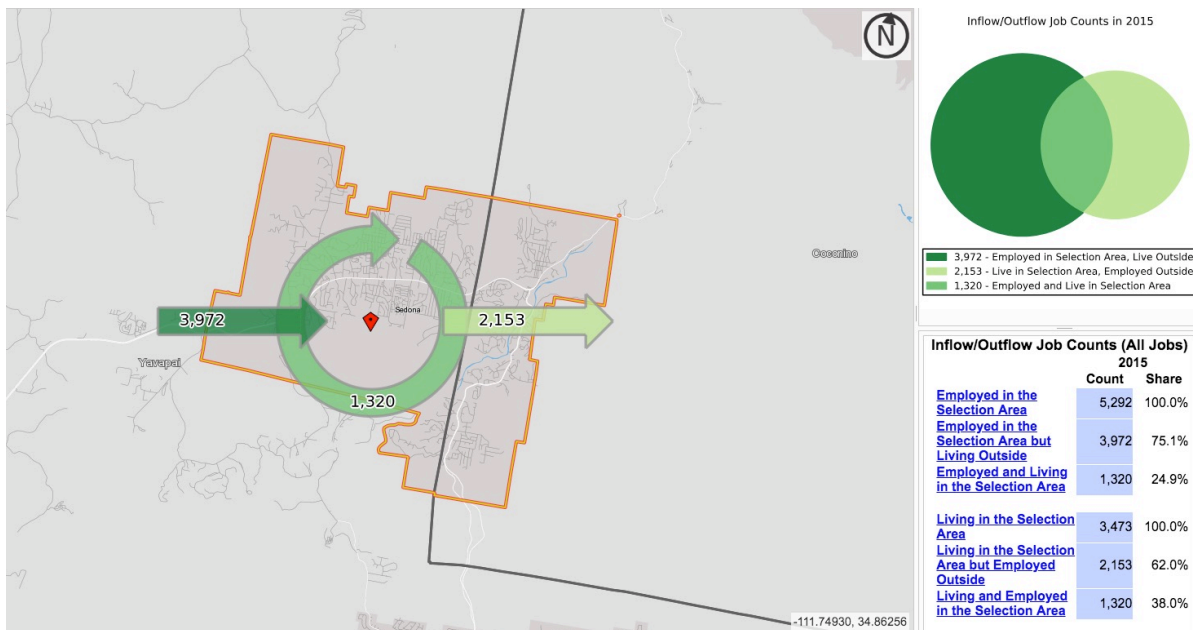 N
Coconino
Sedona
3,972
2,153
Yavapai
1,320
-111.74930, 34.86256
Inflow/Outflow Job Counts in 2015
3,972 - Employed in Selection Area, Live Outside
2,153 - Live in Selection Area, Employed Outside
1,320 - Employed and Live in Selection Area
Inflow/Outflow Job Counts (All Jobs)
2015
Count Share
Employed in the
Selection Area 5,292 100.0%
Employed in the
Selection Area but 3,972 75.1%
Living Outside
Employed and Living 1,320 24.9%
in the Selection Area
Living in the Selection 3,473 100.0%
Area
Living in the Selection
Area but Employed 2,153 62.0%
Outside
Living and Employed 1,320 38.0%
in the Selection Area